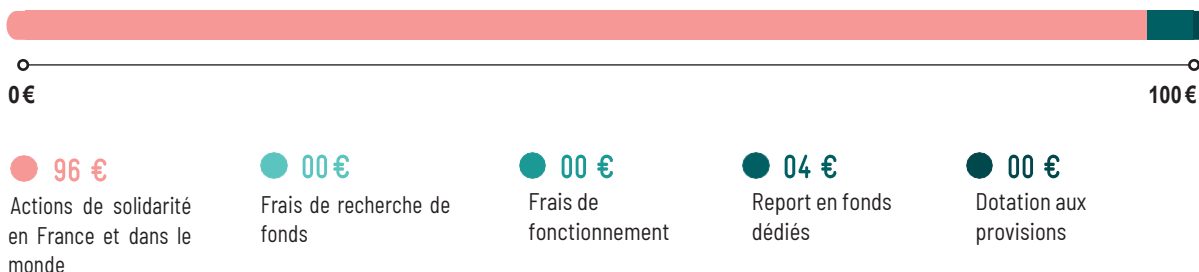 0 €
100 €
96 €
Actions de solidarité
en France et dans le
monde
00 €
Frais de recherche de
fonds
00 €
Frais de
fonctionnement
04 €
Report en fonds
dédiés
00 €
Dotation aux
provisions